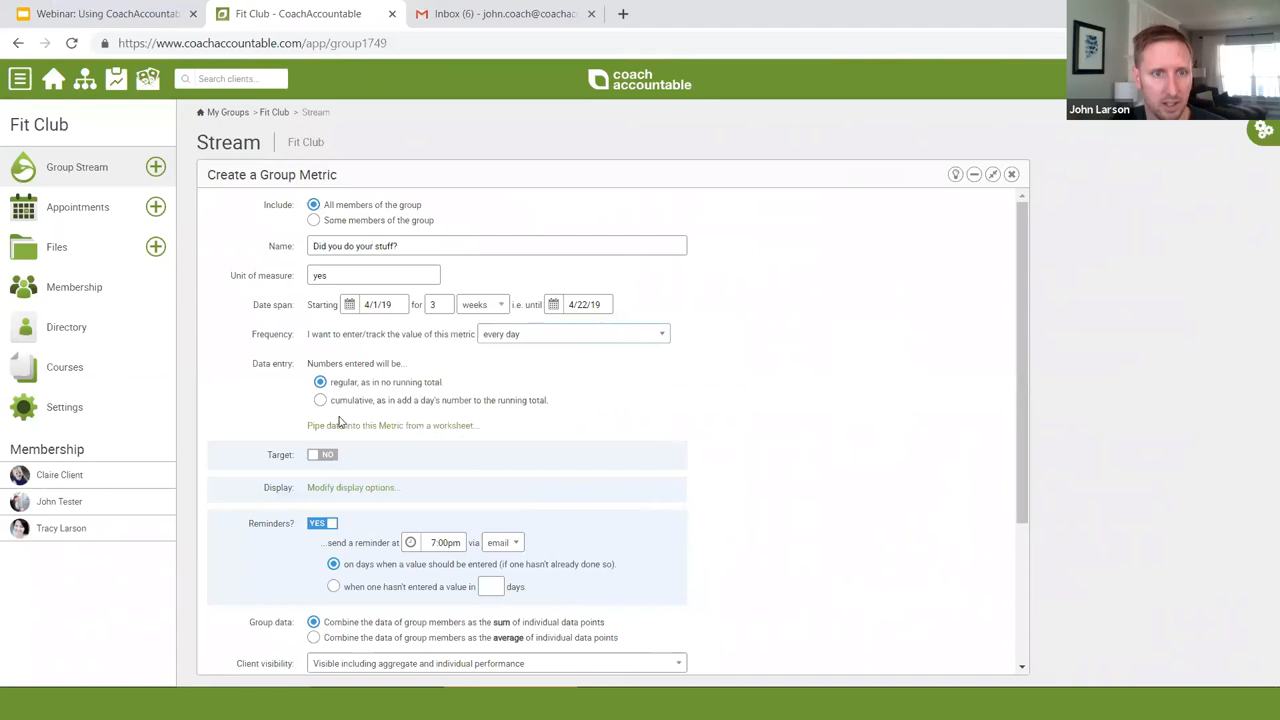 Webinar: Using CoachAccountab
Fit Club - CoachAccountable
Inbox (6) - john.coach@coachac
https://www.coachaccountable.com/app/group1749
Search clients...
coach
accountable
John Larson
Fit Club
Group Stream
Appointments
Files
Membership
Directory
Courses
Settings
Membership
Claire Client
John Tester
Tracy Larson
My Groups > Fit Club > Stream
Stream
Fit Club
Create a Group Metric
Include: All members of the group
Some members of the group
Name: Did you do your stuff?
Unit of measure: yes
Date span: Starting 4/1/19 for 3 weeks i.e. until 4/22/19
Frequency: I want to enter/track the value of this metric every day
Data entry: Numbers entered will be...
regular, as in no running total.
cumulative, as in add a day's number to the running total.
Pipe data into this Metric from a worksheet...
Target: NO
Display: Modify display options...
Reminders? YES
...send a reminder at 7:00pm via email
on days when a value should be entered (if one hasn't already done so).
when one hasn't entered a value in days.
Group data: Combine the data of group members as the sum of individual data points
Combine the data of group members as the average of individual data points
Client visibility: Visible including aggregate and individual performance